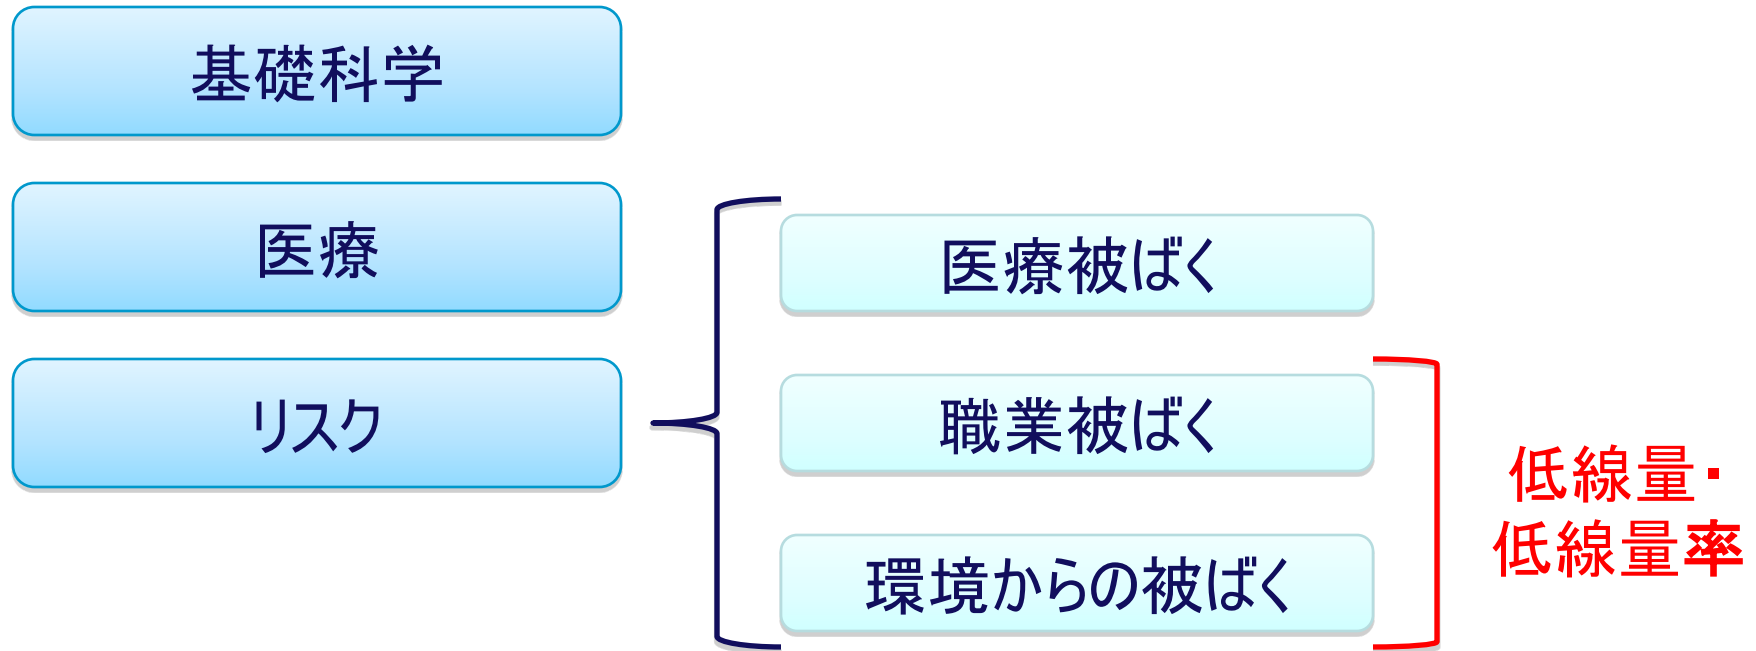 基礎科学
医療
リスク
医療被ばく
職業被ばく
環境からの被ばく
低線量・
低線量率